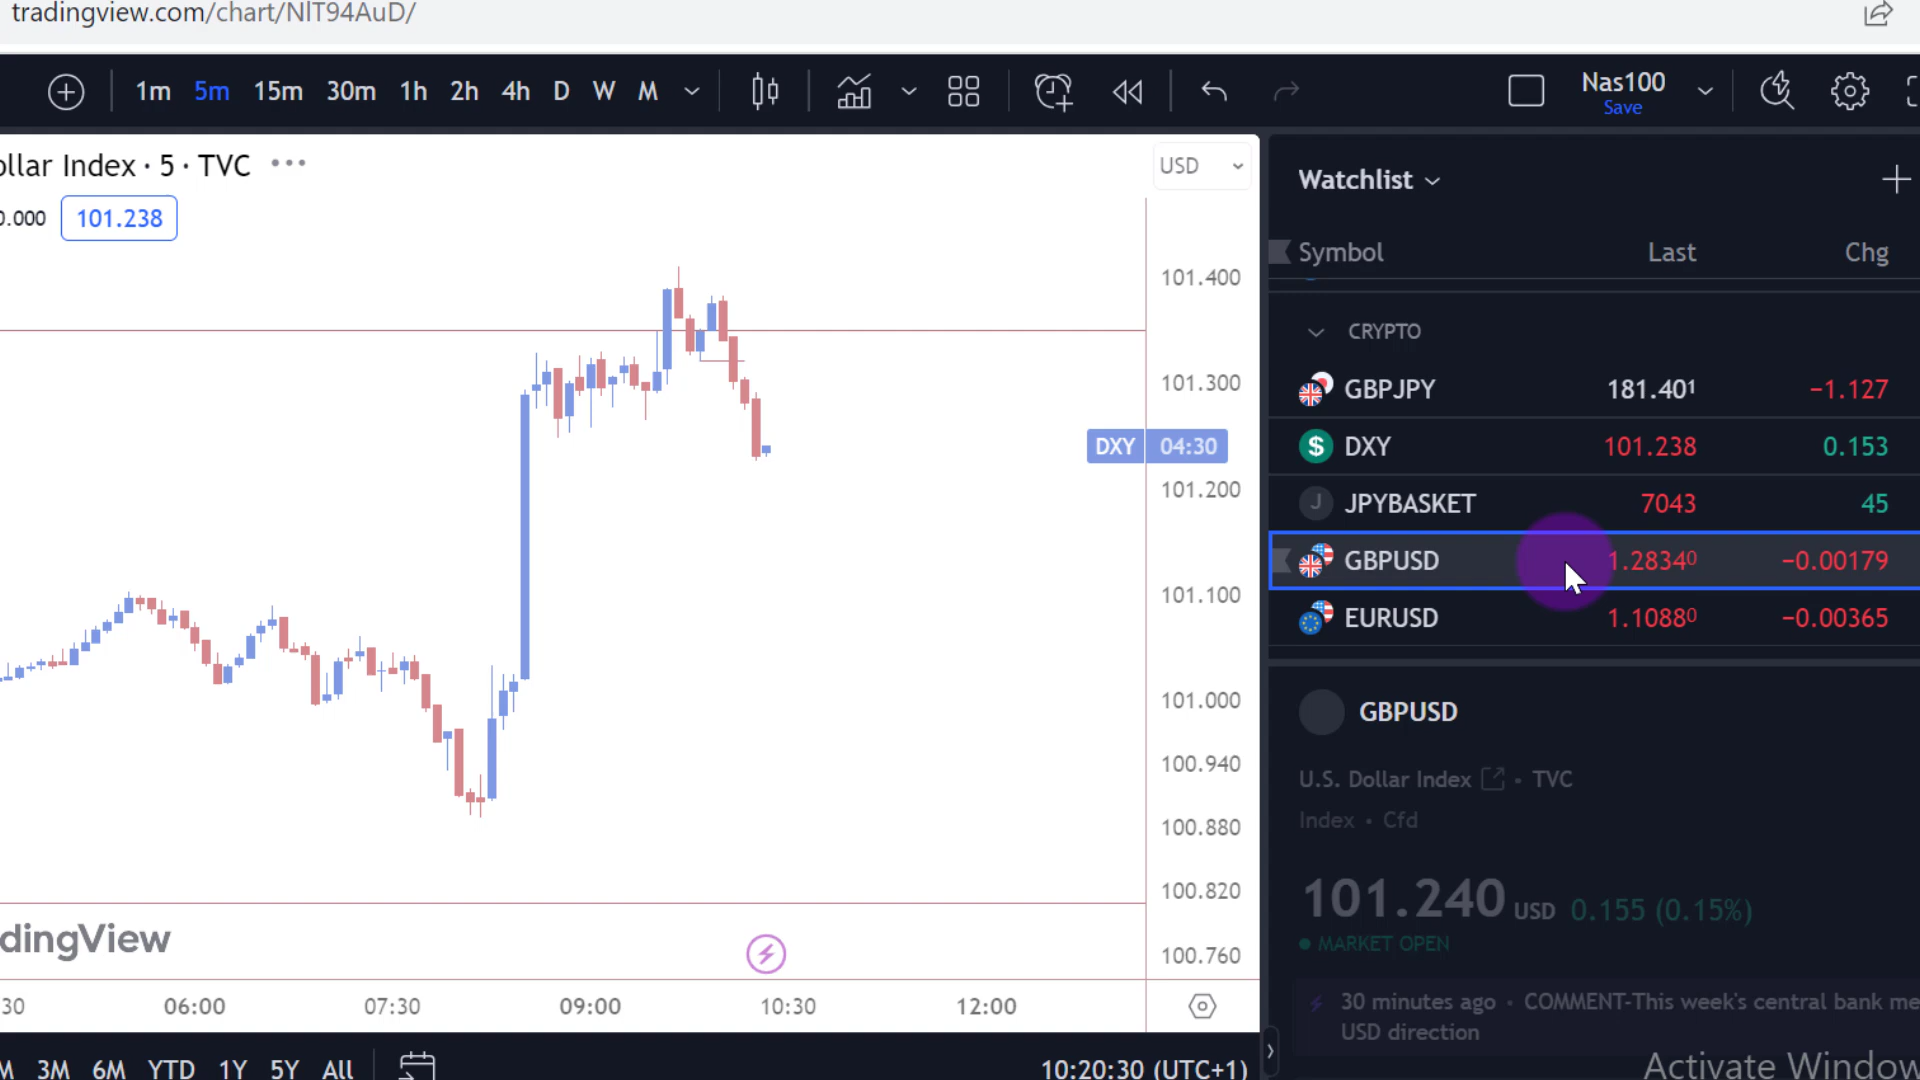 tradingview.com/chart/NlT94AuD/
1m 5m 15m 30m 1h 2h 4h D W M
Nas100
Save
ollar Index · 5 · TVC
USD
0.000 101.238
101.400
101.300
DXY 04:30
101.200
101.100
101.000
100.940
100.880
100.820
100.760
dingView
30 06:00 07:30 09:00 10:30 12:00
M 3M 6M YTD 1Y 5Y All
10:20:30 (UTC+1)
Watchlist
Symbol Last Chg
CRYPTO
GBPJPY 181.401 −1.127
DXY 101.238 0.153
J JPYBASKET 7043 45
GBPUSD 1.28340 −0.00179
EURUSD 1.10880 −0.00365
GBPUSD
U.S. Dollar Index • TVC
Index • Cfd
101.240 USD 0.155 (0.15%)
MARKET OPEN
30 minutes ago • COMMENT-This week's central bank me
USD direction
Activate Window